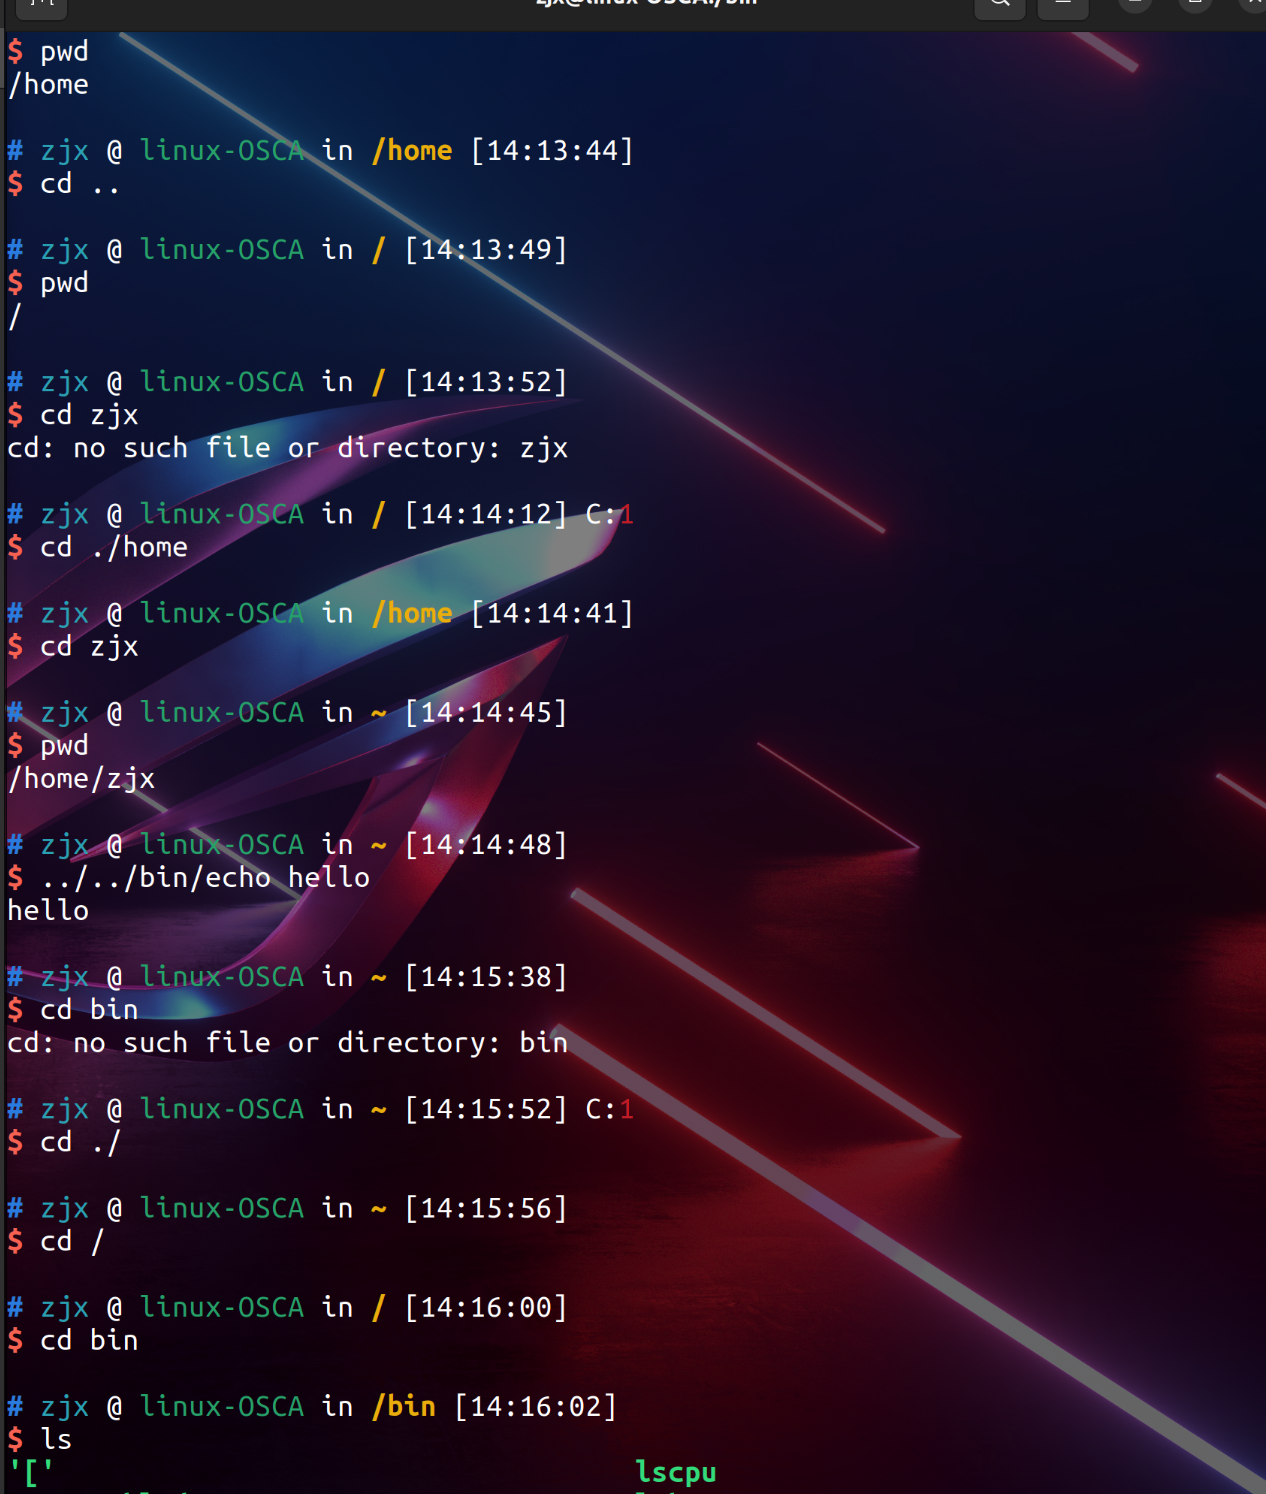 $ pwd
/home
# zjx @ linux-OSCA in /home [14:13:44]
$ cd ..
# zjx @ linux-OSCA in / [14:13:49]
$ pwd
/
# zjx @ linux-OSCA in / [14:13:52]
$ cd zjx
cd: no such file or directory: zjx
# zjx @ linux-OSCA in / [14:14:12] C:1
$ cd ./home
# zjx @ linux-OSCA in /home [14:14:41]
$ cd zjx
# zjx @ linux-OSCA in ~ [14:14:45]
$ pwd
/home/zjx
# zjx @ linux-OSCA in ~ [14:14:48]
$ ../../bin/echo hello
hello
# zjx @ linux-OSCA in ~ [14:15:38]
$ cd bin
cd: no such file or directory: bin
# zjx @ linux-OSCA in ~ [14:15:52] C:1
$ cd ./
# zjx @ linux-OSCA in ~ [14:15:56]
$ cd /
# zjx @ linux-OSCA in / [14:16:00]
$ cd bin
# zjx @ linux-OSCA in /bin [14:16:02]
$ ls
'[' lscpu